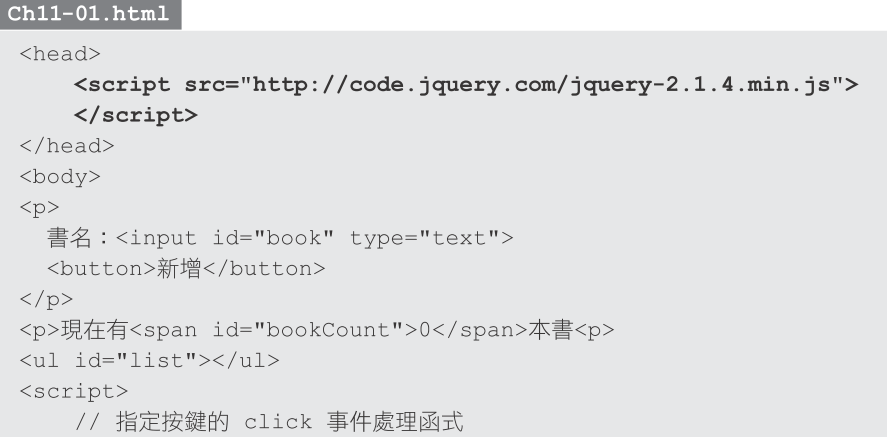 Ch11-01.html
<head>
    <script src="http://code.jquery.com/jquery-2.1.4.min.js">
    </script>
</head>
<body>
<p>
  書名：<input id="book" type="text">
  <button>新增</button>
</p>
<p>現在有<span id="bookCount">0</span>本書<p>
<ul id="list"></ul>
<script>
    // 指定按鍵的 click 事件處理函式